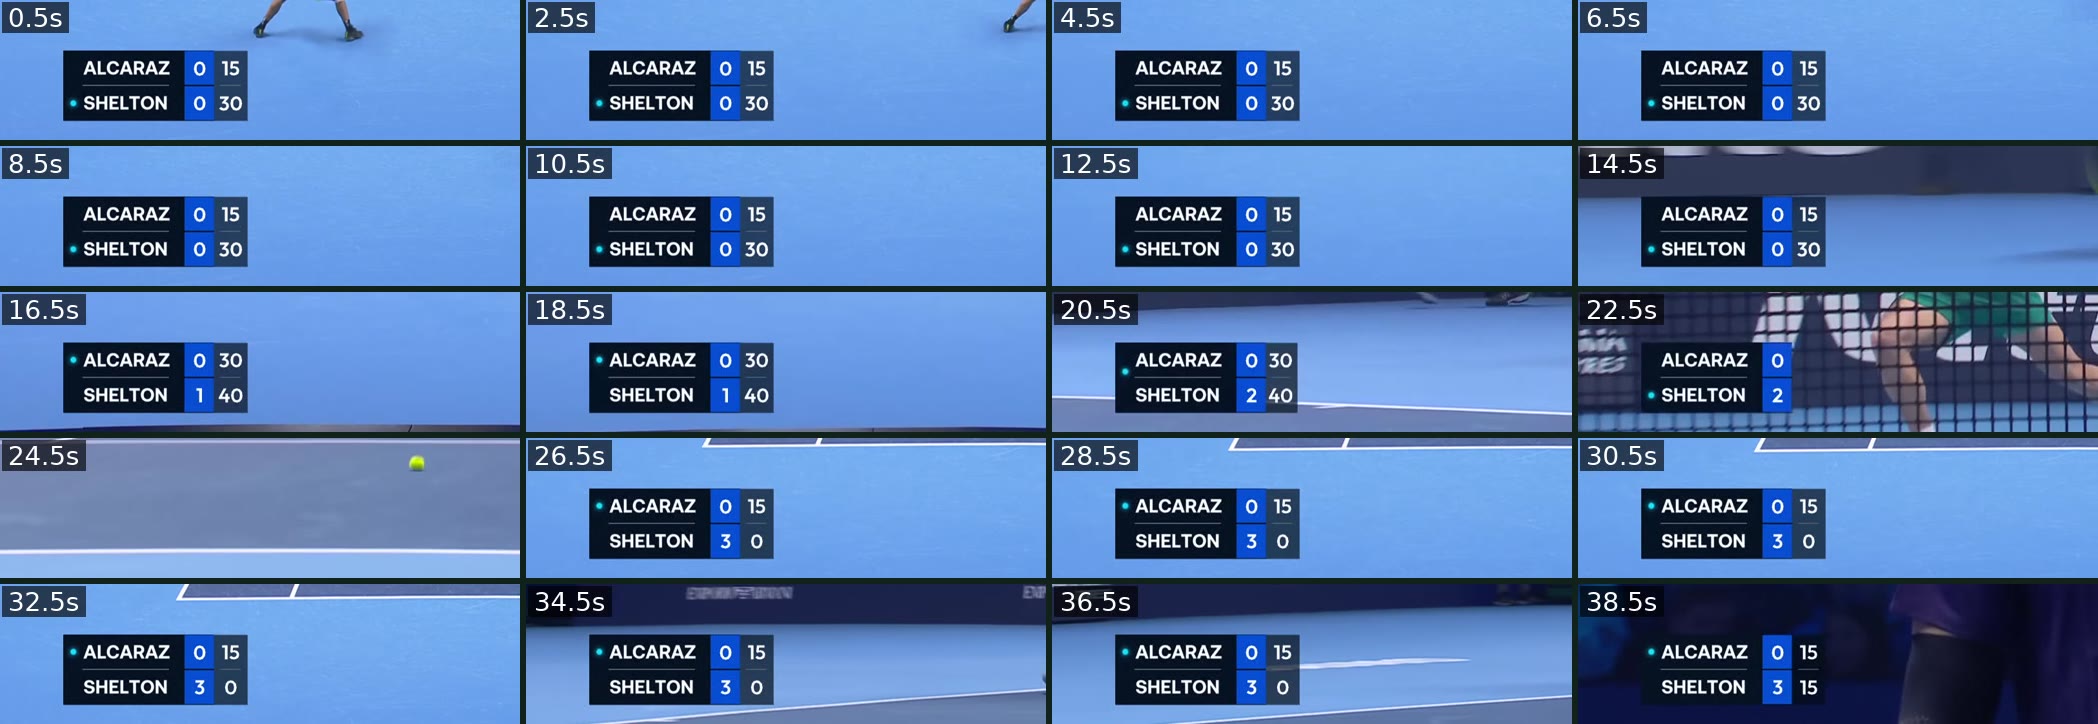 0.5s
ALCARAZ 0 15
SHELTON 0 30
2.5s
ALCARAZ 0 15
SHELTON 0 30
4.5s
ALCARAZ 0 15
SHELTON 0 30
6.5s
ALCARAZ 0 15
SHELTON 0 30
8.5s
ALCARAZ 0 15
SHELTON 0 30
10.5s
ALCARAZ 0 15
SHELTON 0 30
12.5s
ALCARAZ 0 15
SHELTON 0 30
14.5s
ALCARAZ 0 15
SHELTON 0 30
16.5s
ALCARAZ 0 30
SHELTON 1 40
18.5s
ALCARAZ 0 30
SHELTON 1 40
20.5s
ALCARAZ 0 30
SHELTON 2 40
22.5s
ALCARAZ 0
SHELTON 2
24.5s
26.5s
ALCARAZ 0 15
SHELTON 3 0
28.5s
ALCARAZ 0 15
SHELTON 3 0
30.5s
ALCARAZ 0 15
SHELTON 3 0
32.5s
ALCARAZ 0 15
SHELTON 3 0
34.5s
ALCARAZ 0 15
SHELTON 3 0
36.5s
ALCARAZ 0 15
SHELTON 3 0
38.5s
ALCARAZ 0 15
SHELTON 3 15